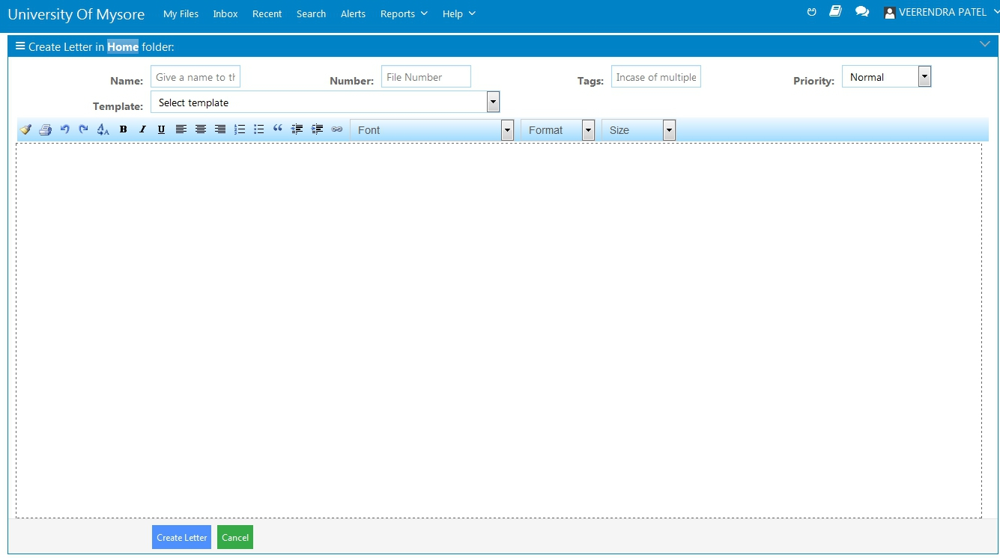 University Of Mysore My Files Inbox Recent Search Alerts Reports Help VEERENDRA PATEL
Create Letter in Home folder:
Name: Give a name to th Number: File Number Tags: Incase of multiple Priority: Normal
Template: Select template
B I U Font Format Size
Create Letter Cancel